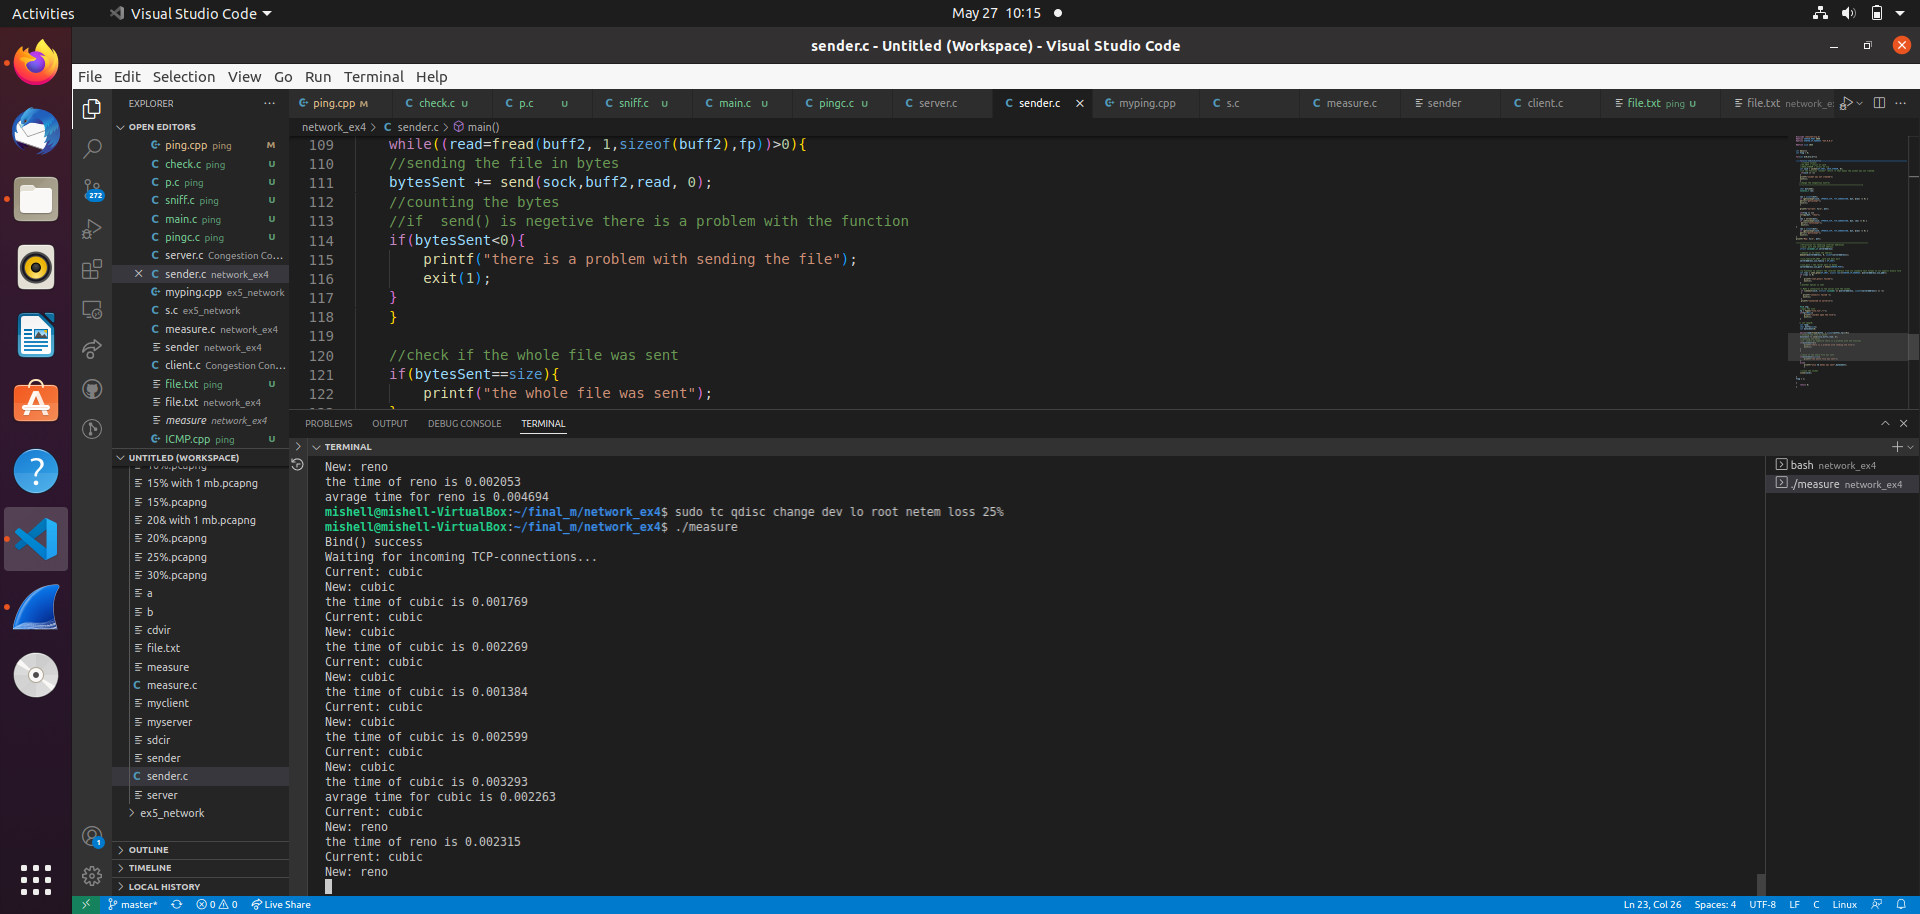 Activities
Visual Studio Code
May 27 10:15
sender.c - Untitled (Workspace) - Visual Studio Code
File Edit Selection View Go Run Terminal Help
EXPLORER
ping.cpp M
check.c U
p.c U
sniff.c U
main.c U
pingc.c U
server.c
sender.c
myping.cpp
s.c
measure.c
sender
client.c
file.txt ping U
file.txt network_e
OPEN EDITORS
ping.cpp ping M
check.c ping U
p.c ping U
sniff.c ping U
main.c ping U
pingc.c ping U
server.c Congestion Co...
sender.c network_ex4
myping.cpp ex5_network
s.c ex5_network
measure.c network_ex4
sender network_ex4
client.c Congestion Con...
file.txt ping U
file.txt network_ex4
measure network_ex4
ICMP.cpp ping U
UNTITLED (WORKSPACE)
10%.pcapng
15% with 1 mb.pcapng
15%.pcapng
20& with 1 mb.pcapng
20%.pcapng
25%.pcapng
30%.pcapng
a
b
cdvir
file.txt
measure
measure.c
myclient
myserver
sdcir
sender
sender.c
server
ex5_network
OUTLINE
TIMELINE
LOCAL HISTORY
272
1
network_ex4 > sender.c > main()
109 while((read=fread(buff2, 1,sizeof(buff2),fp))>0){
110 //sending the file in bytes
111 bytesSent += send(sock,buff2,read, 0);
112 //counting the bytes
113 //if  send() is negetive there is a problem with the function
114 if(bytesSent<0){
115 printf("there is a problem with sending the file");
116 exit(1);
117 }
118 }
119
120 //check if the whole file was sent
121 if(bytesSent==size){
122 printf("the whole file was sent");
PROBLEMS OUTPUT DEBUG CONSOLE TERMINAL
TERMINAL
New: reno
the time of reno is 0.002053
avrage time for reno is 0.004694
mishell@mishell-VirtualBox:~/final_m/network_ex4$ sudo tc qdisc change dev lo root netem loss 25%
mishell@mishell-VirtualBox:~/final_m/network_ex4$ ./measure
Bind() success
Waiting for incoming TCP-connections...
Current: cubic
New: cubic
the time of cubic is 0.001769
Current: cubic
New: cubic
the time of cubic is 0.002269
Current: cubic
New: cubic
the time of cubic is 0.001384
Current: cubic
New: cubic
the time of cubic is 0.002599
Current: cubic
New: cubic
the time of cubic is 0.003293
avrage time for cubic is 0.002263
Current: cubic
New: reno
the time of reno is 0.002315
Current: cubic
New: reno
bash network_ex4
./measure network_ex4
master* 0 0 Live Share
Ln 23, Col 26 Spaces: 4 UTF-8 LF C Linux